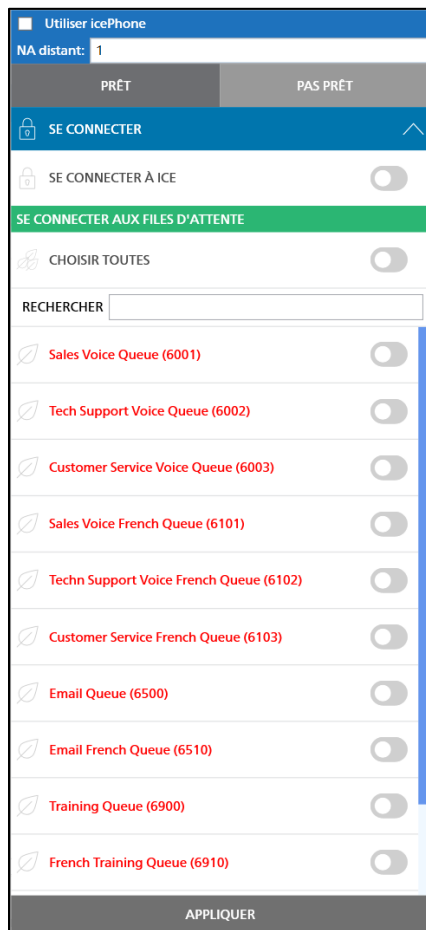 Utiliser icePhone
NA distant: 1
PRÊT PAS PRÊT
SE CONNECTER
SE CONNECTER À ICE
SE CONNECTER AUX FILES D'ATTENTE
CHOISIR TOUTES
RECHERCHER
Sales Voice Queue (6001)
Tech Support Voice Queue (6002)
Customer Service Voice Queue (6003)
Sales Voice French Queue (6101)
Techn Support Voice French Queue (6102)
Customer Service French Queue (6103)
Email Queue (6500)
Email French Queue (6510)
Training Queue (6900)
French Training Queue (6910)
APPLIQUER